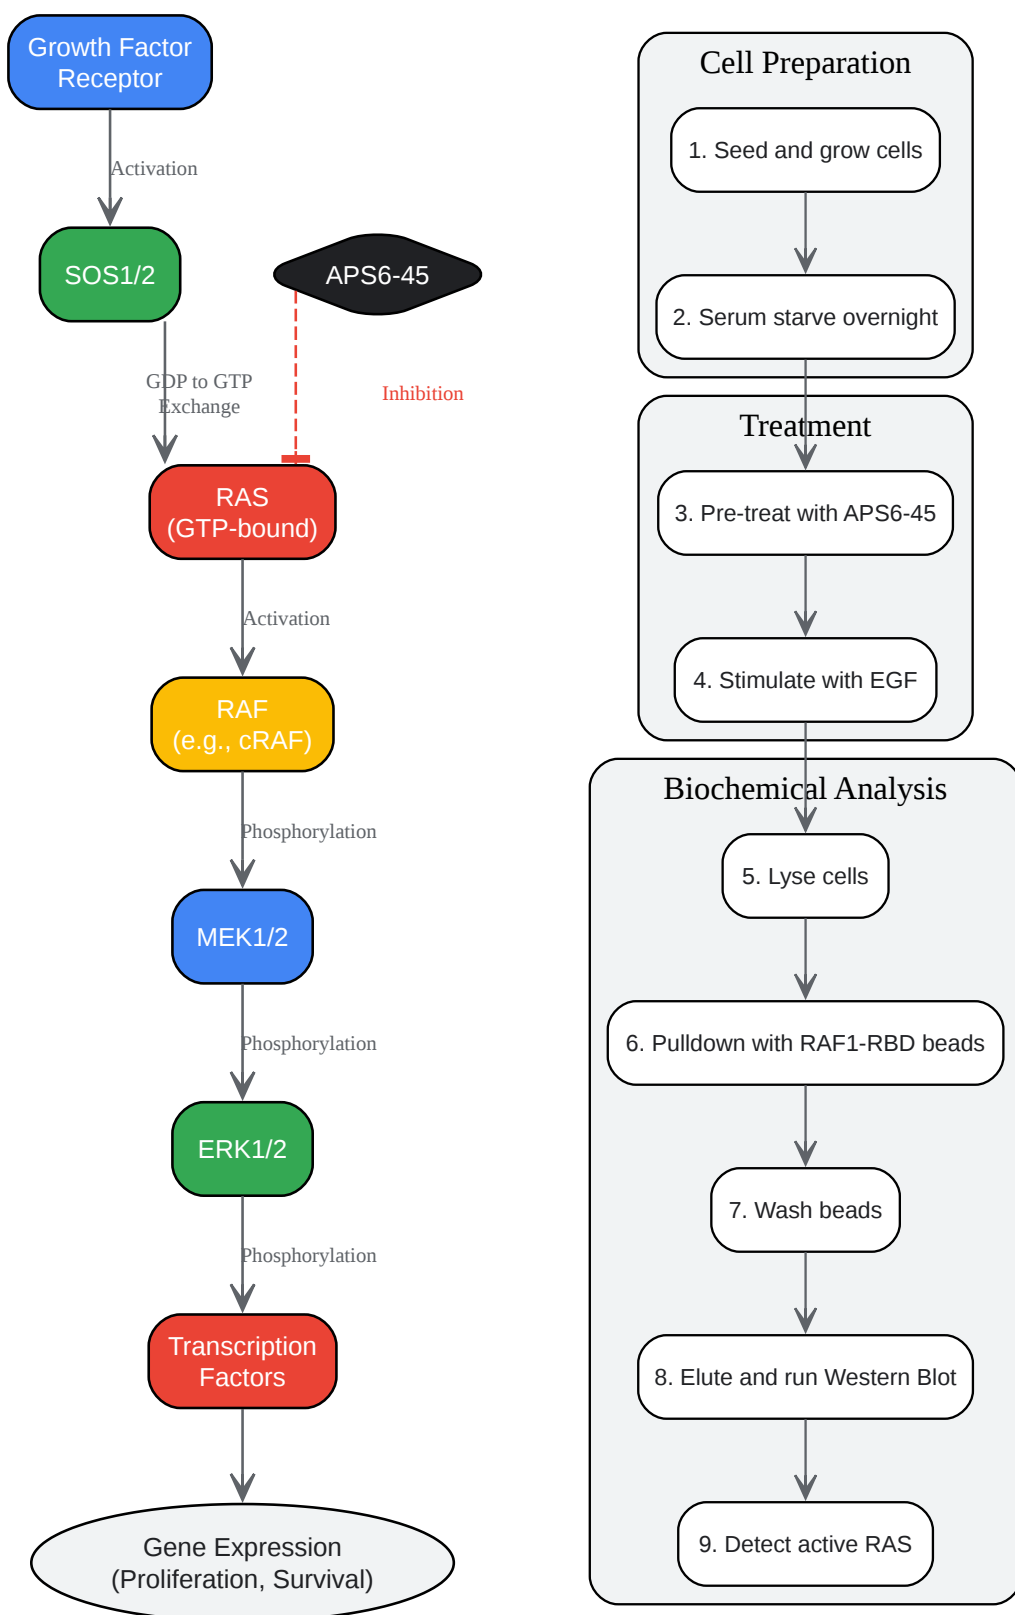 Growth Factor
Receptor
Activation
SOS1/2
APS6-45
GDP to GTP
Exchange
Inhibition
RAS
(GTP-bound)
Activation
RAF
(e.g., cRAF)
Phosphorylation
MEK1/2
Phosphorylation
ERK1/2
Phosphorylation
Transcription
Factors
Gene Expression
(Proliferation, Survival)
Cell Preparation
1. Seed and grow cells
2. Serum starve overnight
Treatment
3. Pre-treat with APS6-45
4. Stimulate with EGF
Biochemical Analysis
5. Lyse cells
6. Pulldown with RAF1-RBD beads
7. Wash beads
8. Elute and run Western Blot
9. Detect active RAS